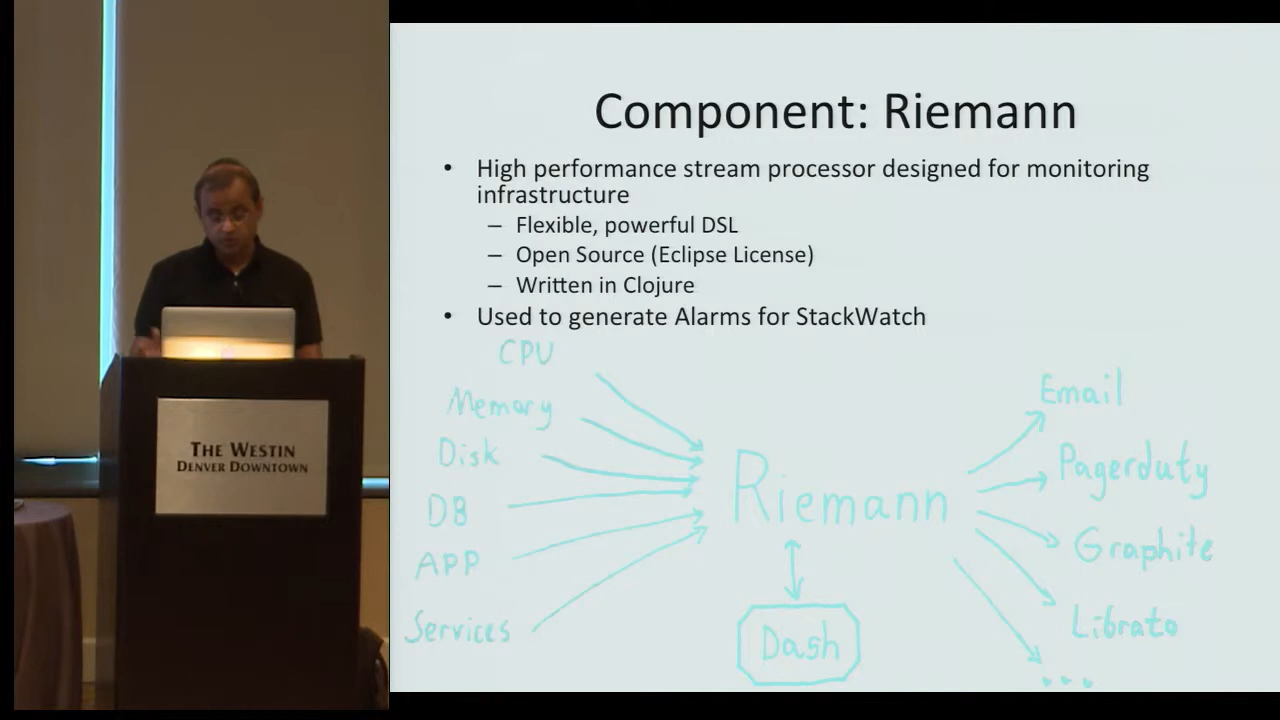 Component: Riemann
• High performance stream processor designed for monitoring
infrastructure
– Flexible, powerful DSL
– Open Source (Eclipse License)
– Written in Clojure
• Used to generate Alarms for StackWatch
CPU
Memory
Disk
DB
APP
Services
Riemann
Dash
Email
Pagerduty
Graphite
Librato
...
THE WESTIN
DENVER DOWNTOWN